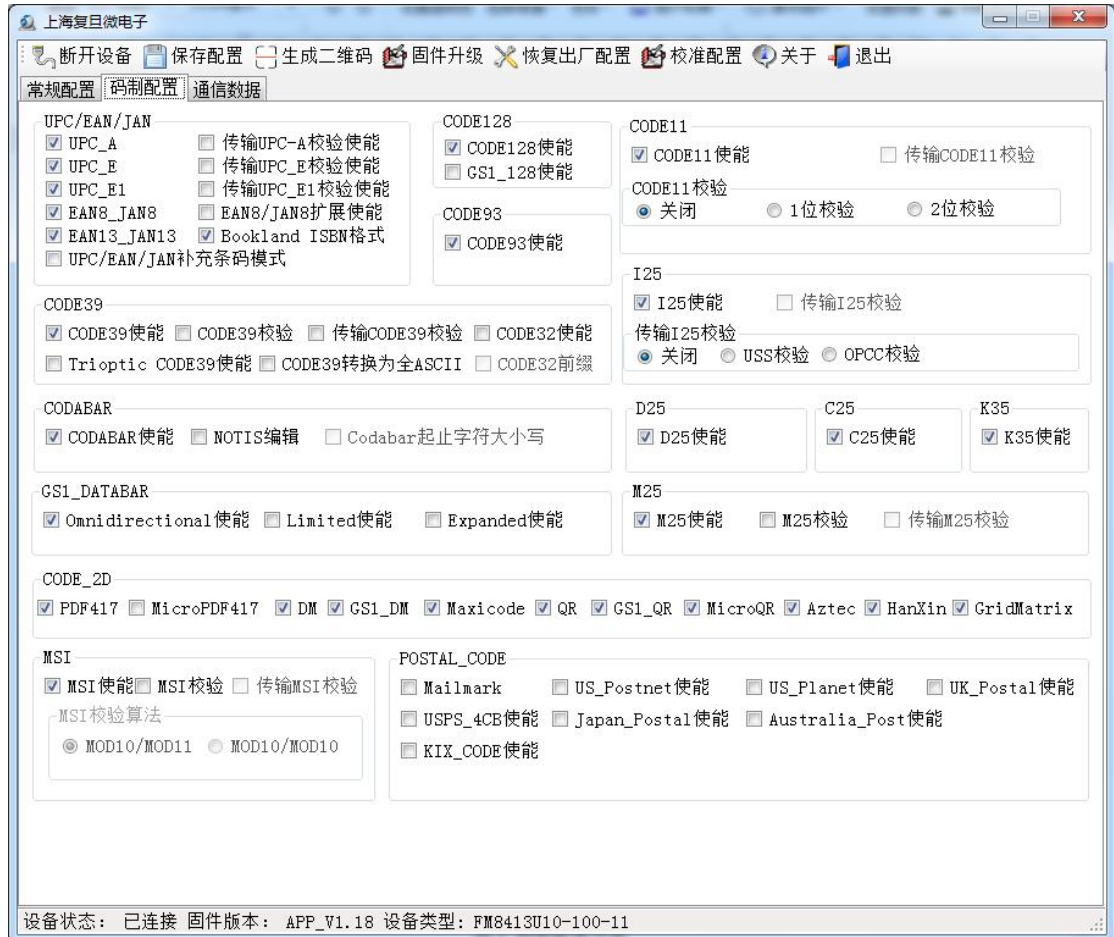 上海复旦微电子
断开设备 保存配置 生成二维码 固件升级 恢复出厂配置 校准配置 关于 退出
常规配置 码制配置 通信数据
UPC/EAN/JAN
UPC_A 传输UPC-A校验使能
UPC_E 传输UPC_E校验使能
UPC_E1 传输UPC_E1校验使能
EAN8_JAN8 EAN8/JAN8扩展使能
EAN13_JAN13 Bookland ISBN格式
UPC/EAN/JAN补充条码模式
CODE128
CODE128使能
GS1_128使能
CODE93
CODE93使能
CODE11
CODE11使能 传输CODE11校验
CODE11校验
关闭 1位校验 2位校验
CODE39
CODE39使能 CODE39校验 传输CODE39校验 CODE32使能
Trioptic CODE39使能 CODE39转换为全ASCII CODE32前缀
I25
I25使能 传输I25校验
传输I25校验
关闭 USS校验 OPCC校验
CODABAR
CODABAR使能 NOTIS编辑 Codabar起止字符大小写
D25
D25使能
C25
C25使能
K35
K35使能
GS1_DATABAR
Omnidirectional使能 Limited使能 Expanded使能
M25
M25使能 M25校验 传输M25校验
CODE_2D
PDF417 MicroPDF417 DM GS1_DM Maxicode QR GS1_QR MicroQR Aztec HanXin GridMatrix
MSI
MSI使能 MSI校验 传输MSI校验
MSI校验算法
MOD10/MOD11 MOD10/MOD10
POSTAL_CODE
Mailmark US_Postnet使能 US_Planet使能 UK_Postal使能
USPS_4CB使能 Japan_Postal使能 Australia_Post使能
KIX_CODE使能
设备状态: 已连接 固件版本: APP_V1.18 设备类型: FM8413U10-100-11